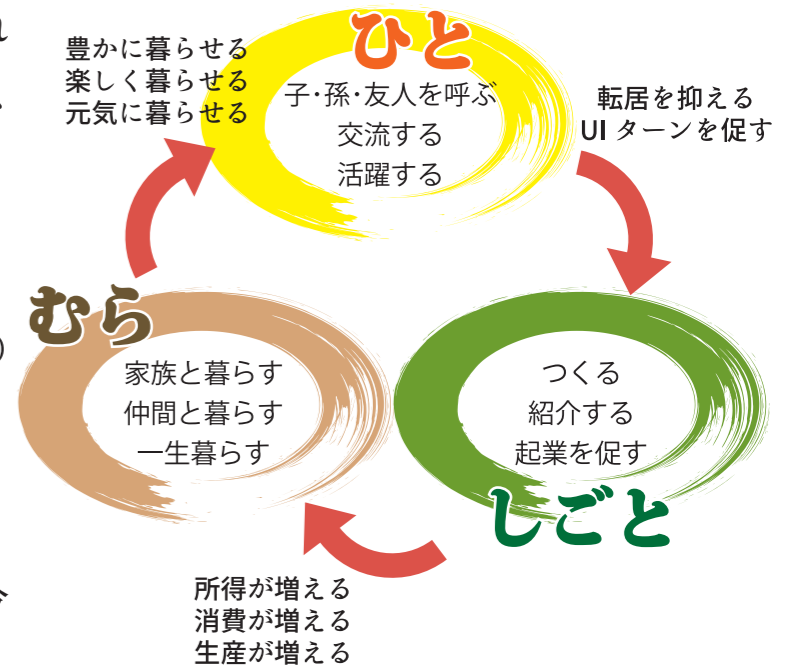 ひと
豊かに暮らせる
楽しく暮らせる
元気に暮らせる
子・孫・友人を呼ぶ
交流する
活躍する
転居を抑える
UIターンを促す
むら
家族と暮らす
仲間と暮らす
一生暮らす
つくる
紹介する
起業を促す
しごと
所得が増える
消費が増える
生産が増える